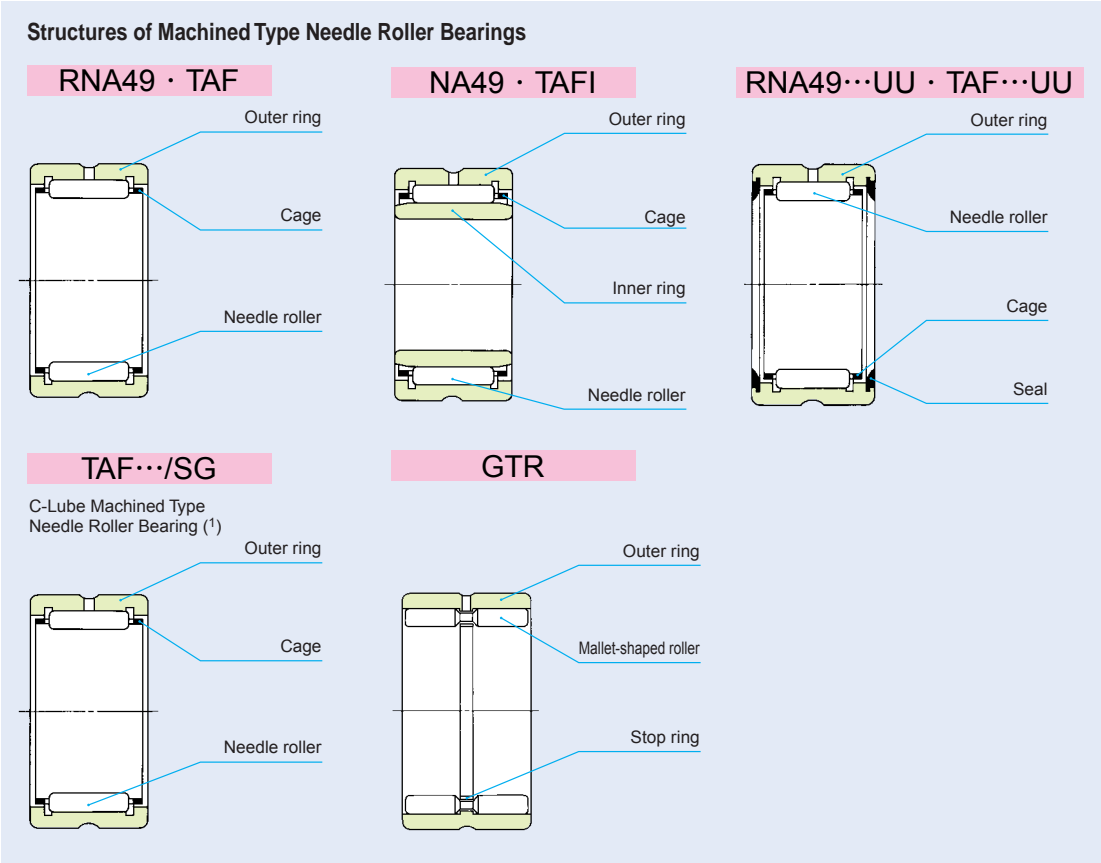 Structures of Machined Type Needle Roller Bearings
RNA49・TAF
Outer ring
Cage
Needle roller
NA49・TAFI
Outer ring
Cage
Inner ring
Needle roller
RNA49···UU・TAF···UU
Outer ring
Needle roller
Cage
Seal
TAF···/SG
C-Lube Machined Type
Needle Roller Bearing (1)
Outer ring
Cage
Needle roller
GTR
Outer ring
Mallet-shaped roller
Stop ring